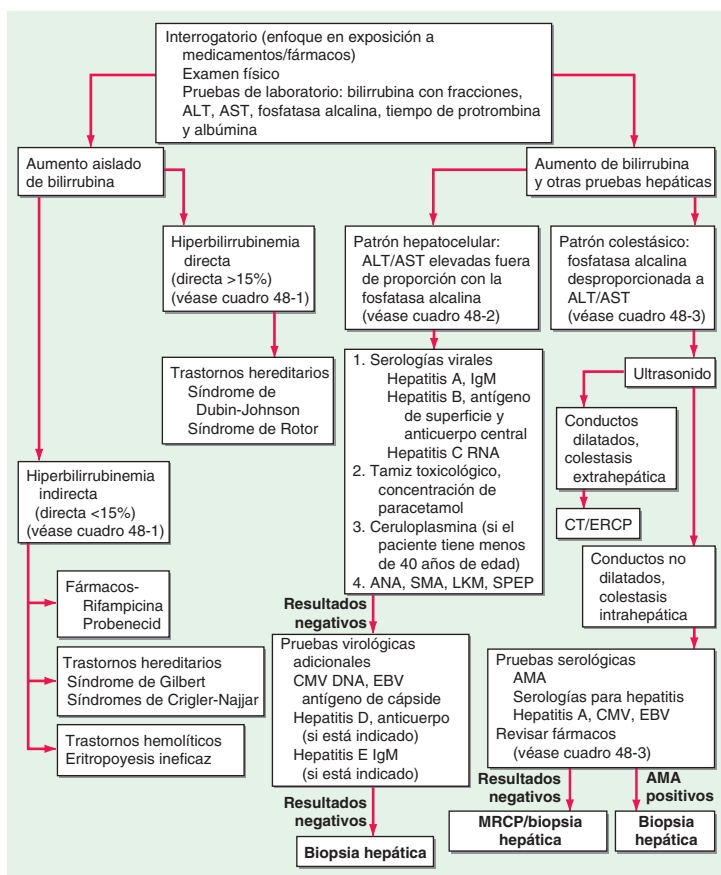 Interrogatorio (enfoque en exposición a
medicamentos/fármacos)
Examen físico
Pruebas de laboratorio: bilirrubina con fracciones,
ALT, AST, fosfatasa alcalina, tiempo de protrombina
y albúmina
Aumento aislado
de bilirrubina
Aumento de bilirrubina
y otras pruebas hepáticas
Hiperbilirrubinemia
directa
(directa >15%)
(véase cuadro 48-1)
Patrón hepatocelular:
ALT/AST elevadas fuera
de proporción con la
fosfatasa alcalina
(véase cuadro 48-2)
Patrón colestásico:
fosfatasa alcalina
desproporcionada a
ALT/AST
(véase cuadro 48-3)
Trastornos hereditarios
Síndrome de
Dubin-Johnson
Síndrome de Rotor
1. Serologías virales
Hepatitis A, IgM
Hepatitis B, antígeno
de superficie y
anticuerpo central
Hepatitis C RNA
2. Tamiz toxicológico,
concentración de
paracetamol
3. Ceruloplasmina (si el
paciente tiene menos
de 40 años de edad)
4. ANA, SMA, LKM, SPEP
Ultrasonido
Conductos
dilatados,
colestasis
extrahepática
CT/ERCP
Hiperbilirrubinemia
indirecta
(directa <15%)
(véase cuadro 48-1)
Conductos no
dilatados,
colestasis
intrahepática
Fármacos-
Rifampicina
Probenecid
Resultados
negativos
Trastornos hereditarios
Síndrome de Gilbert
Síndromes de Crigler-Najjar
Pruebas virológicas
adicionales
CMV DNA, EBV
antígeno de cápside
Hepatitis D, anticuerpo
(si está indicado)
Hepatitis E IgM
(si está indicado)
Pruebas serológicas
AMA
Serologías para hepatitis
Hepatitis A, CMV, EBV
Revisar fármacos
(véase cuadro 48-3)
Trastornos hemolíticos
Eritropoyesis ineficaz
Resultados
negativos
Resultados
negativos
AMA
positivos
Biopsia hepática
MRCP/biopsia
hepática
Biopsia
hepática